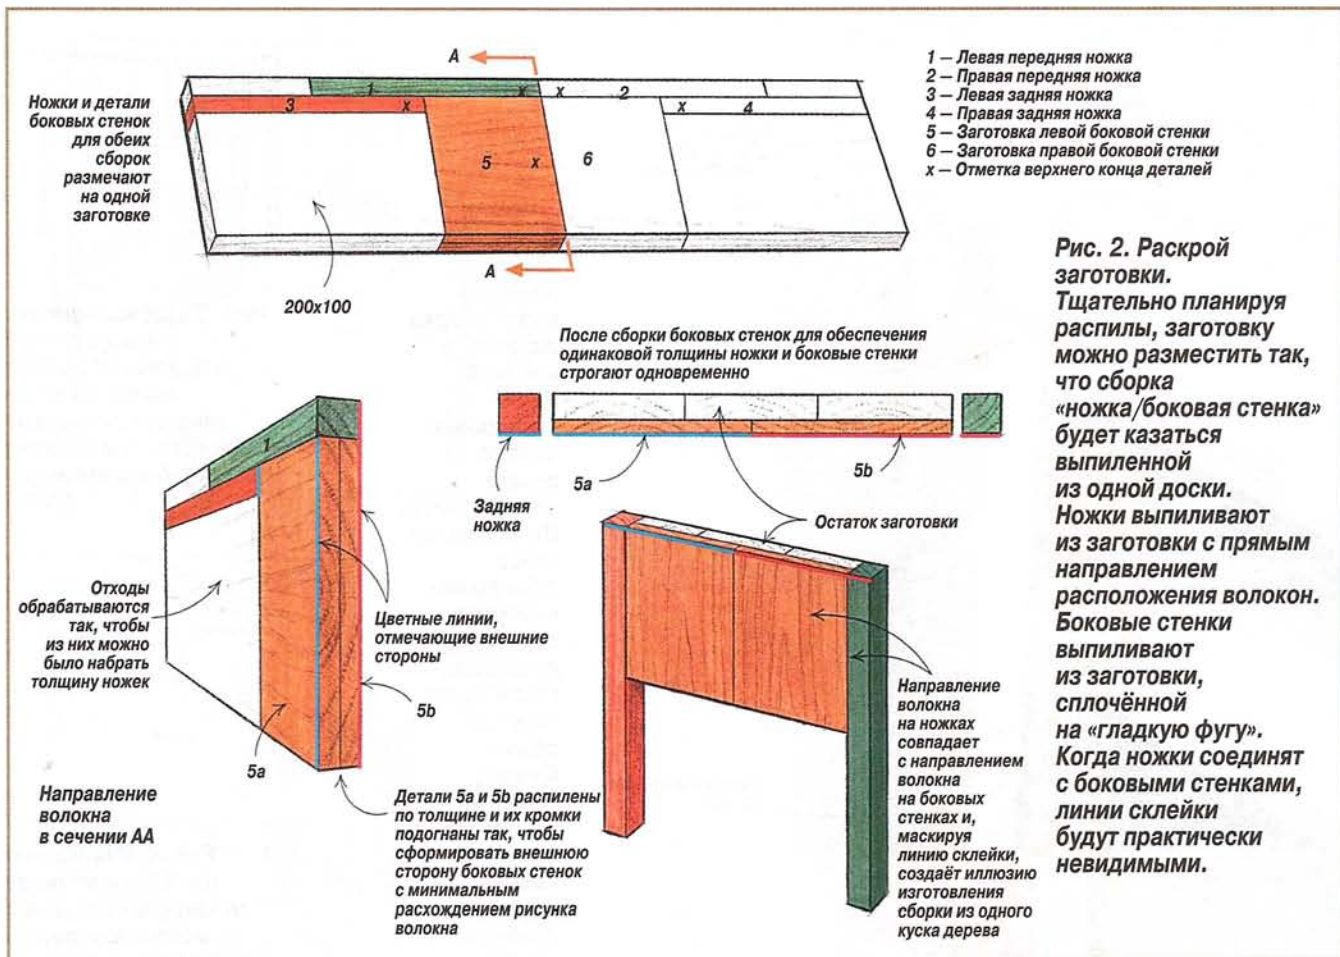 A
1
2
3
4
x
x
x
x
5
x
6
A
Ножки и детали
боковых стенок
для обеих
сборок
размечают
на одной
заготовке
200х100
1 – Левая передняя ножка
2 – Правая передняя ножка
3 – Левая задняя ножка
4 – Правая задняя ножка
5 – Заготовка левой боковой стенки
6 – Заготовка правой боковой стенки
х – Отметка верхнего конца деталей
Рис. 2. Раскрой
заготовки.
Тщательно планируя
распилы, заготовку
можно разместить так,
что сборка
«ножка/боковая стенка»
будет казаться
выпиленной
из одной доски.
Ножки выпиливают
из заготовки с прямым
направлением
расположения волокон.
Боковые стенки
выпиливают
из заготовки,
сплочённой
на «гладкую фугу».
Когда ножки соединят
с боковыми стенками,
линии склейки
будут практически
невидимыми.
После сборки боковых стенок для обеспечения
одинаковой толщины ножки и боковые стенки
строгают одновременно
5a
5b
Задняя
ножка
Остаток заготовки
1
Отходы
обрабатываются
так, чтобы
из них можно
было набрать
толщину ножек
Цветные линии,
отмечающие внешние
стороны
5b
5a
Направление
волокна
в сечении АА
Детали 5a и 5b распилены
по толщине и их кромки
подогнаны так, чтобы
сформировать внешнюю
сторону боковых стенок
с минимальным
расхождением рисунка
волокна
Направление
волокна
на ножках
совпадает
с направлением
волокна
на боковых
стенках и,
маскируя
линию склейки,
создаёт иллюзию
изготовления
сборки из одного
куска дерева